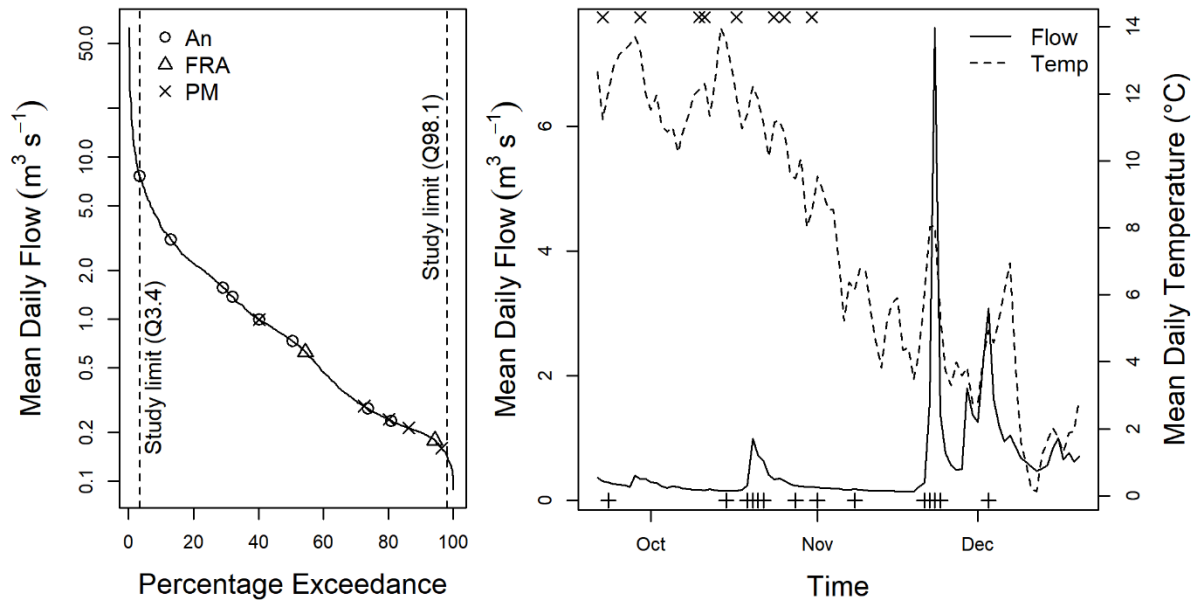 An
FRA
PM
Study limit (Q3.4)
Study limit (Q98.1)
50.0
10.0
5.0
2.0
1.0
0.5
0.2
0.1
Mean Daily Flow (m³ s⁻¹)
0 20 40 60 80 100
Percentage Exceedance
Flow
Temp
6
4
2
0
Mean Daily Flow (m³ s⁻¹)
14
12
10
8
6
4
2
0
Mean Daily Temperature (°C)
Oct Nov Dec
Time